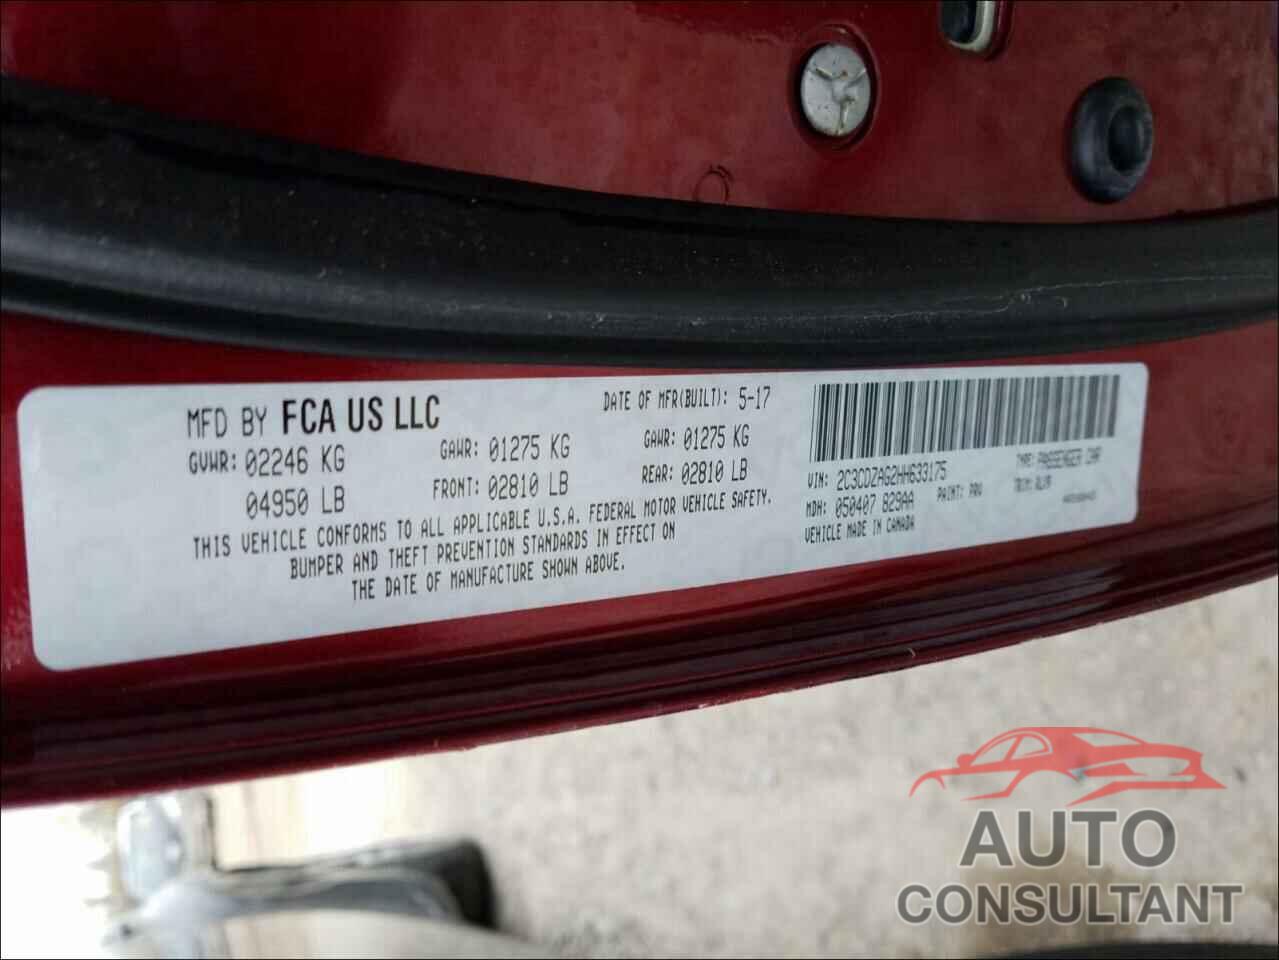 MFD BY FCA US LLC
DATE OF MFR(BUILT): 5-17
GVWR: 02246 KG
04950 LB
GAWR: 01275 KG
FRONT: 02810 LB
GAWR: 01275 KG
REAR: 02810 LB
THIS VEHICLE CONFORMS TO ALL APPLICABLE U.S.A. FEDERAL MOTOR VEHICLE SAFETY,
BUMPER AND THEFT PREVENTION STANDARDS IN EFFECT ON
THE DATE OF MANUFACTURE SHOWN ABOVE.
VIN: 2C3CDZAG2HH633175
TYPE: PASSENGER CAR
MDH: 050407 829AA
PAINT: PRV
TRIM:
VEHICLE MADE IN CANADA
AUTO
CONSULTANT